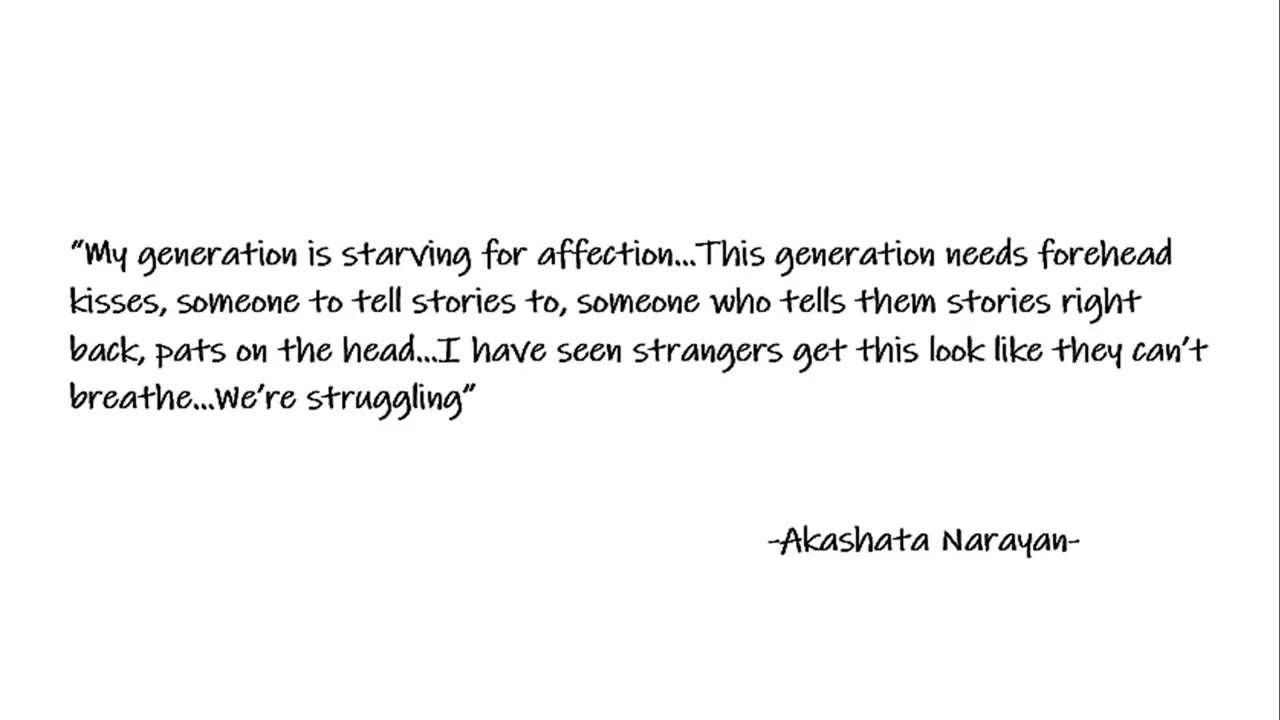 "My generation is starving for affection...This generation needs forehead
kisses, someone to tell stories to, someone who tells them stories right
back, pats on the head...I have seen strangers get this look like they can't
breathe...We're struggling"
-Akashata Narayan-